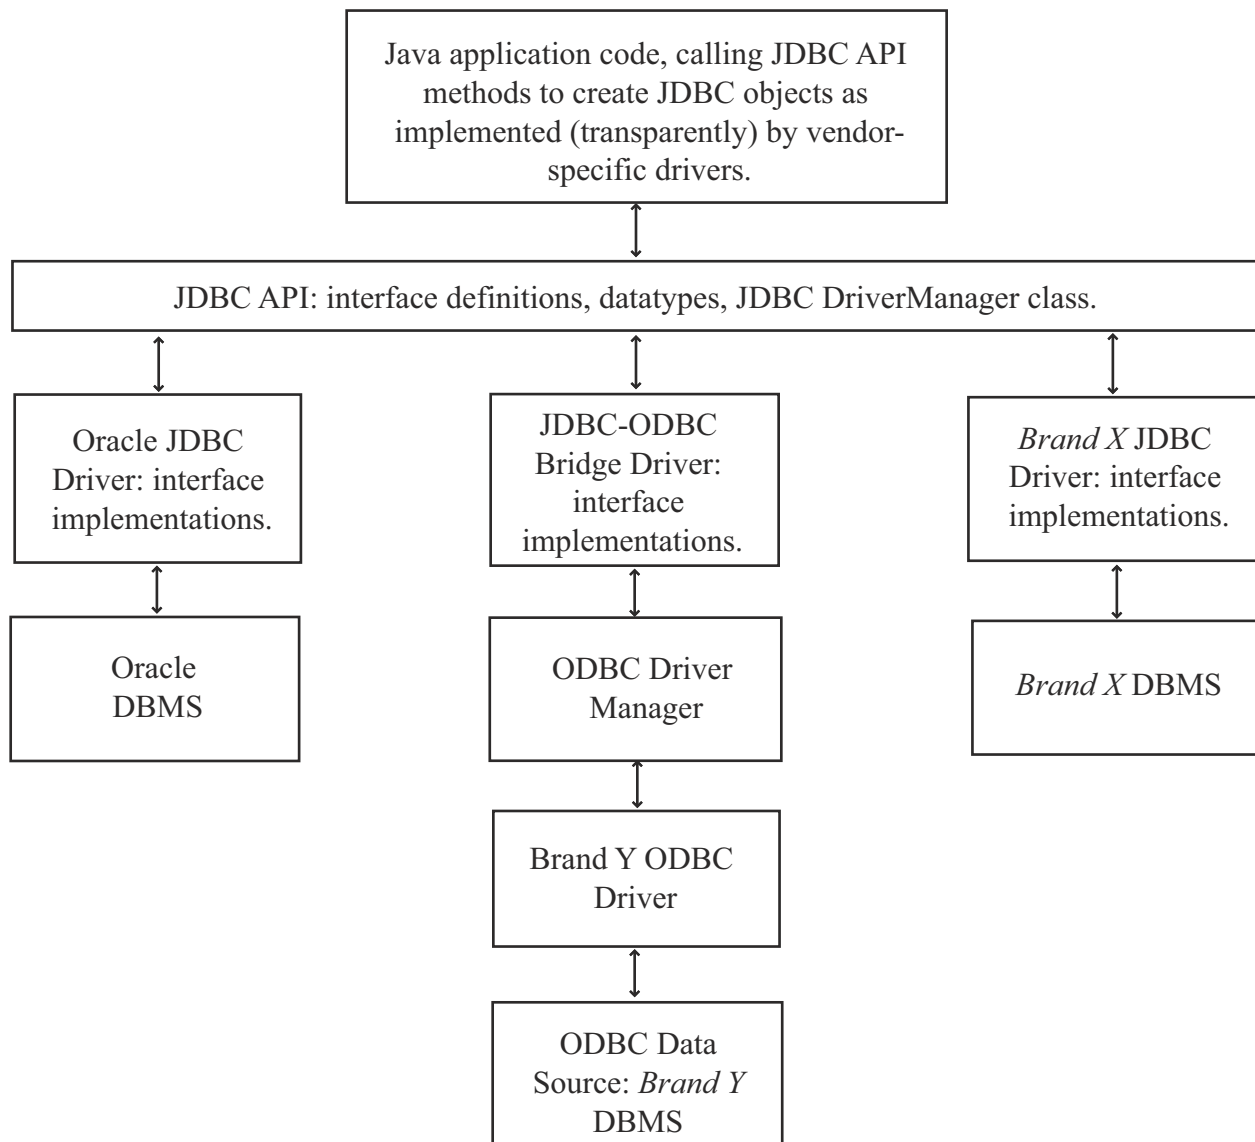 Java application code, calling JDBC API
methods to create JDBC objects as
implemented (transparently) by vendor-
specific drivers.
JDBC API: interface definitions, datatypes, JDBC DriverManager class.
Oracle JDBC
Driver: interface
implementations.
JDBC-ODBC
Bridge Driver:
interface
implementations.
Brand X JDBC
Driver: interface
implementations.
Oracle
DBMS
ODBC Driver
Manager
Brand X DBMS
Brand Y ODBC
Driver
ODBC Data
Source: Brand Y
DBMS